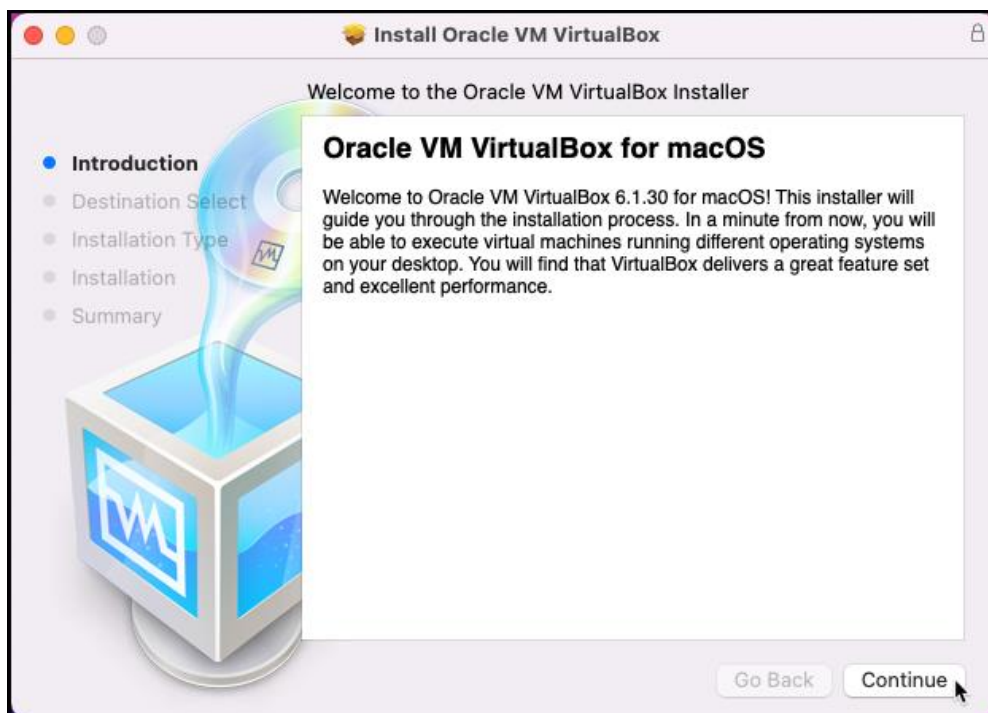 Install Oracle VM VirtualBox
Welcome to the Oracle VM VirtualBox Installer
Introduction
Destination Select
Installation Type
Installation
Summary
Oracle VM VirtualBox for macOS
Welcome to Oracle VM VirtualBox 6.1.30 for macOS! This installer will
guide you through the installation process. In a minute from now, you will
be able to execute virtual machines running different operating systems
on your desktop. You will find that VirtualBox delivers a great feature set
and excellent performance.
Go Back
Continue